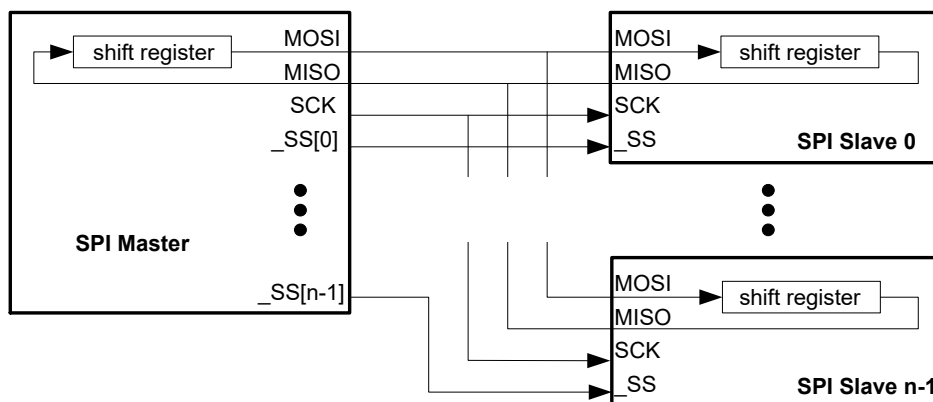 shift register
MOSI
MISO
SCK
_SS[0]
SPI Master
_SS[n-1]
MOSI
shift register
MISO
SCK
_SS
SPI Slave 0
MOSI
shift register
MISO
SCK
_SS
SPI Slave n-1